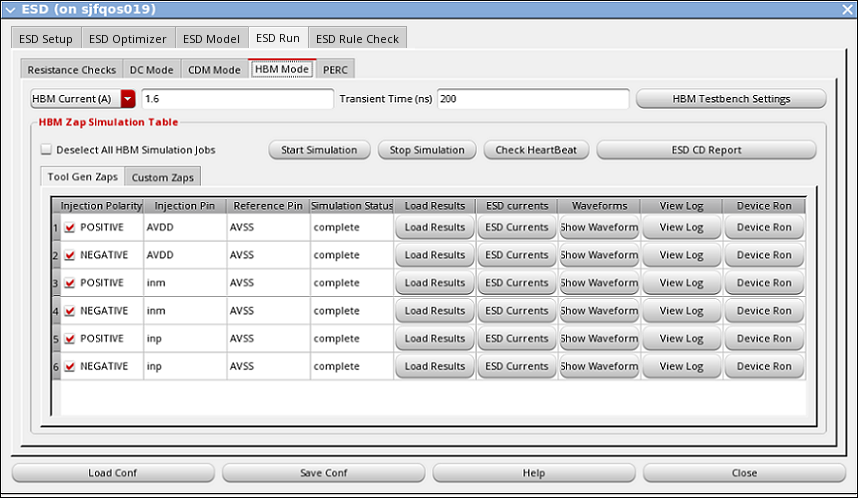 ESD (on sjfqos019)
ESD Setup ESD Optimizer ESD Model ESD Run ESD Rule Check
Resistance Checks DC Mode CDM Mode HBM Mode PERC
HBM Current (A) 1.6 Transient Time (ns) 200 HBM Testbench Settings
HBM Zap Simulation Table
Deselect All HBM Simulation Jobs Start Simulation Stop Simulation Check HeartBeat ESD CD Report
Tool Gen Zaps Custom Zaps
Injection Polarity Injection Pin Reference Pin Simulation Status Load Results ESD currents Waveforms View Log Device Ron
1 POSITIVE AVDD AVSS complete Load Results ESD Currents Show Waveform View Log Device Ron
2 NEGATIVE AVDD AVSS complete Load Results ESD Currents Show Waveform View Log Device Ron
3 POSITIVE inm AVSS complete Load Results ESD Currents Show Waveform View Log Device Ron
4 NEGATIVE inm AVSS complete Load Results ESD Currents Show Waveform View Log Device Ron
5 POSITIVE inp AVSS complete Load Results ESD Currents Show Waveform View Log Device Ron
6 NEGATIVE inp AVSS complete Load Results ESD Currents Show Waveform View Log Device Ron
Load Conf Save Conf Help Close